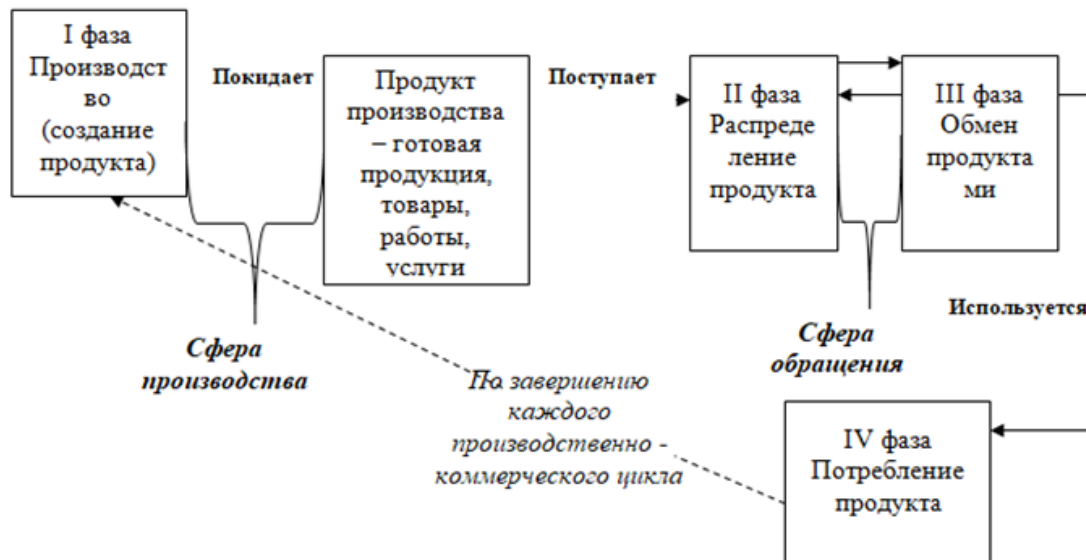 I фаза
Производст
во
(создание
продукта)
Покидает
Продукт
производства
– готовая
продукция,
товары,
работы,
услуги
Поступает
II фаза
Распреде
ление
продукта
III фаза
Обмен
продукта
ми
Используется
Сфера
производства
Сфера
обращения
По завершению
каждого
производственно -
коммерческого цикла
IV фаза
Потребление
продукта